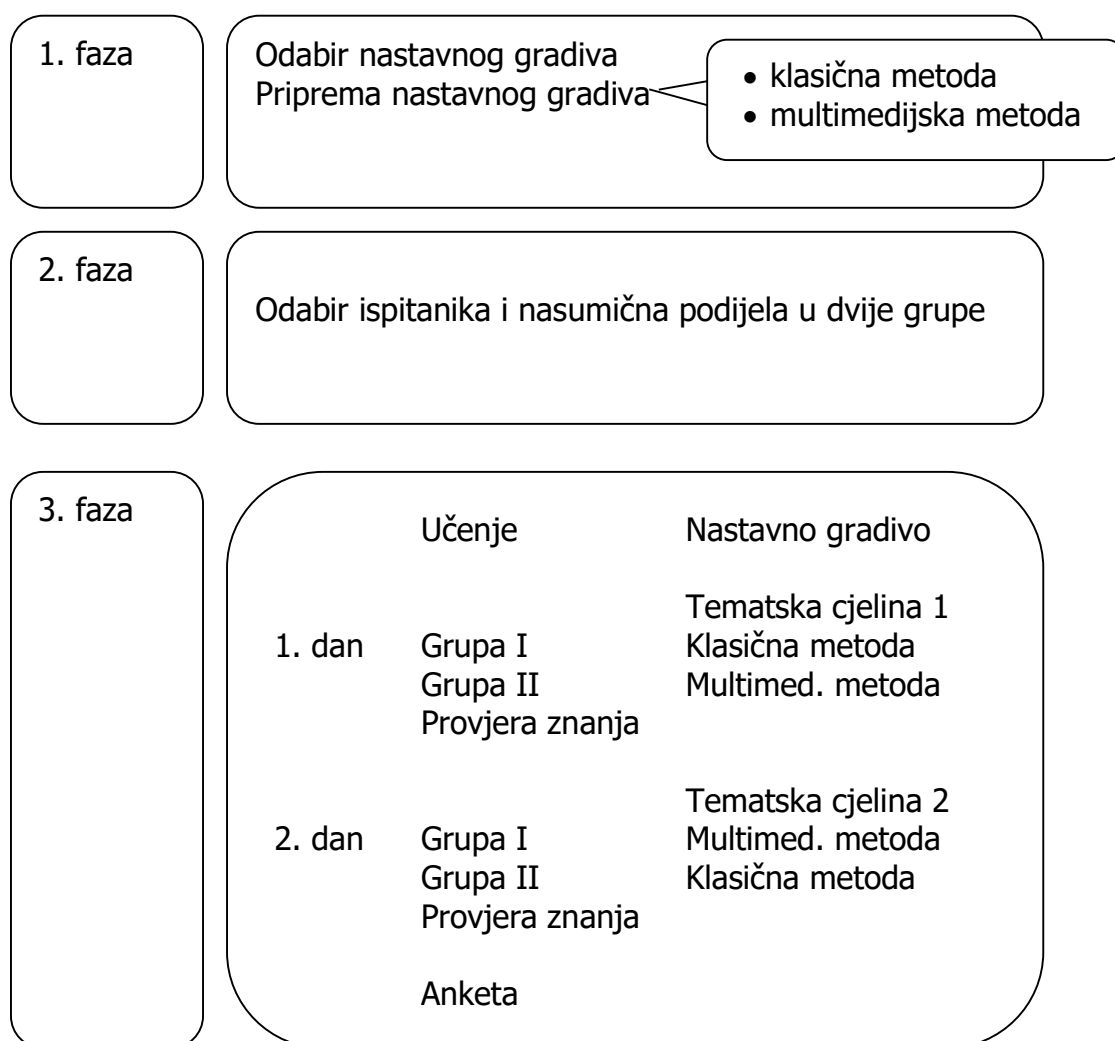 1. faza
Odabir nastavnog gradiva
Priprema nastavnog gradiva
• klasična metoda
• multimedijska metoda
2. faza
Odabir ispitanika i nasumična podijela u dvije grupe
3. faza
Učenje Nastavno gradivo
Tematska cjelina 1
1. dan Grupa I Klasična metoda
Grupa II Multimed. metoda
Provjera znanja
Tematska cjelina 2
2. dan Grupa I Multimed. metoda
Grupa II Klasična metoda
Provjera znanja
Anketa